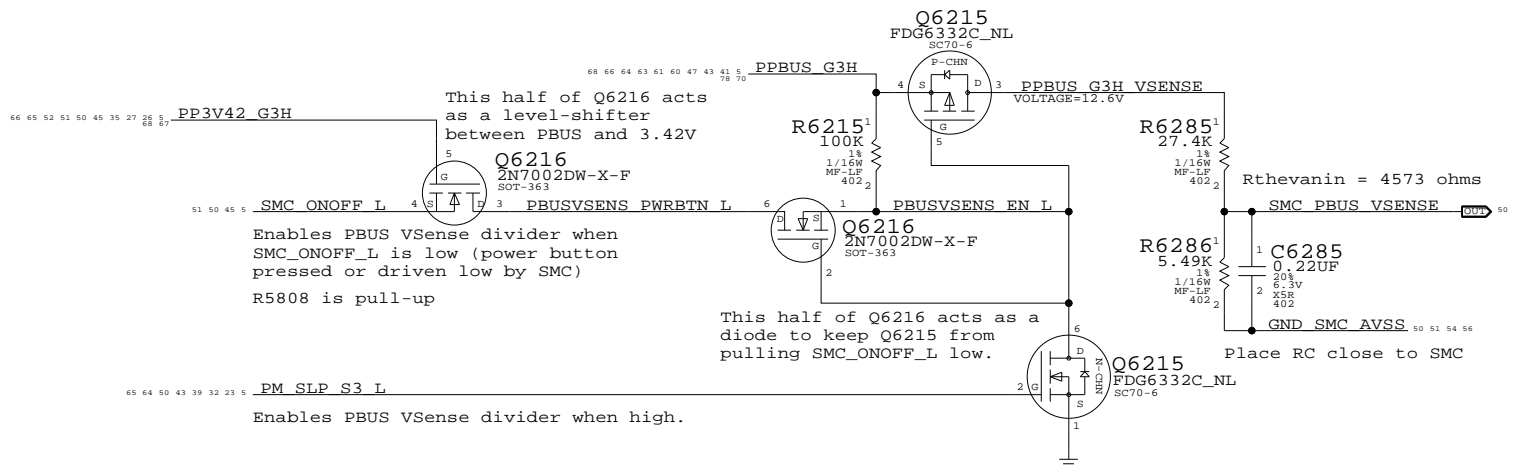 Q6215
FDG6332C_NL
SC70-6
P-CHN
68 66 64 63 61 60 47 43 41 5 PPBUS_G3H
78 70
S
D
4
3
PPBUS_G3H_VSENSE
VOLTAGE=12.6V
G
5
This half of Q6216 acts
as a level-shifter
between PBUS and 3.42V
66 65 52 51 50 45 35 27 26 5 PP3V42_G3H
68 67
R6215 1
100K
1%
1/16W
MF-LF
402 2
R6285 1
27.4K
1%
1/16W
MF-LF
402 2
5
Q6216
2N7002DW-X-F
SOT-363
G
S
D
Rthevanin = 4573 ohms
51 50 45 5 SMC_ONOFF_L 4
3 PBUSVSENS_PWRBTN_L 6
D
S
G
1 PBUSVSENS_EN_L
SMC_PBUS_VSENSE OUT 50
Q6216
2N7002DW-X-F
SOT-363
2
Enables PBUS VSense divider when
SMC_ONOFF_L is low (power button
pressed or driven low by SMC)
R5808 is pull-up
R6286 1
5.49K
1%
1/16W
MF-LF
402 2
1 C6285
0.22UF
20%
6.3V
2 X5R
402
This half of Q6216 acts as a
diode to keep Q6215 from
pulling SMC_ONOFF_L low.
GND_SMC_AVSS 50 51 54 56
Place RC close to SMC
6
D
N-CHN
Q6215
FDG6332C_NL
SC70-6
65 64 50 43 39 32 23 5 PM_SLP_S3_L
2 G
S
1
Enables PBUS VSense divider when high.